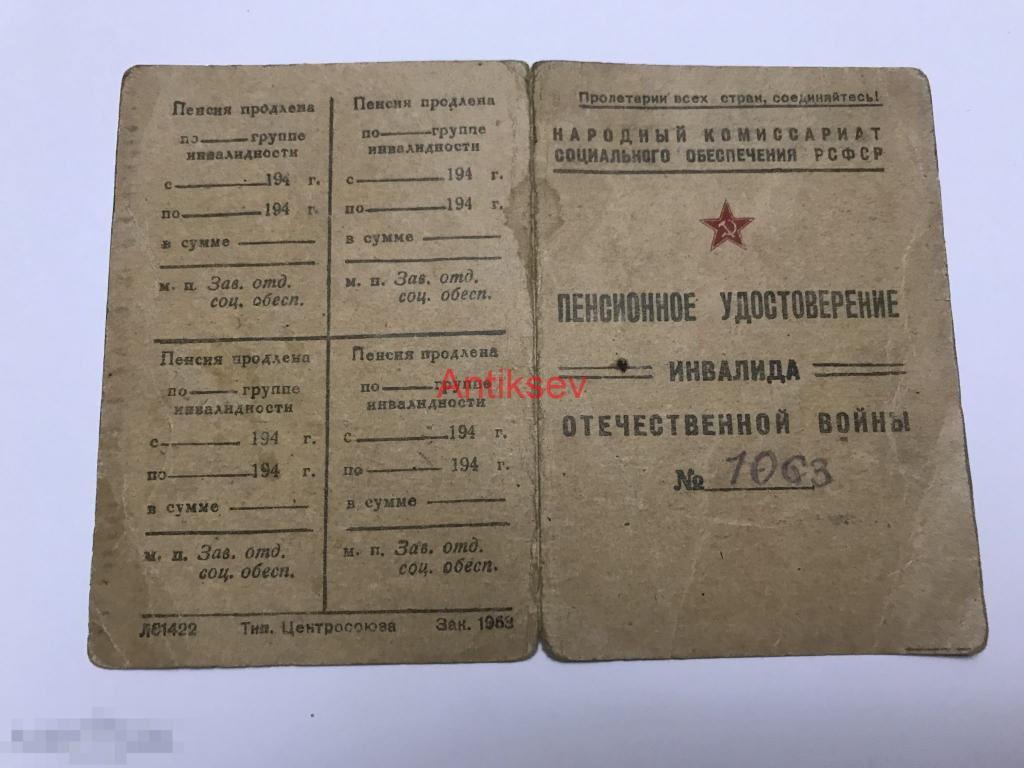 Пенсия продлена
по группе
инвалидности
с 194 г.
по 194 г.
в сумме
м. п. Зав. отд.
соц. обесп.
Пенсия продлена
по группе
инвалидности
с 194 г.
по 194 г.
в сумме
м. п. Зав. отд.
соц. обесп.
Пенсия продлена
по группе
инвалидности
с 194 г.
по 194 г.
в сумме
м. п. Зав. отд.
соц. обесп.
Пенсия продлена
по группе
инвалидности
с 194 г.
по 194 г.
в сумме
м. п. Зав. отд.
соц. обесп.
Л81422 Тип. Центросоюза Зак. 1963
Пролетарии всех стран, соединяйтесь!
НАРОДНЫЙ КОМИССАРИАТ
СОЦИАЛЬНОГО ОБЕСПЕЧЕНИЯ РСФСР
ПЕНСИОННОЕ УДОСТОВЕРЕНИЕ
ИНВАЛИДА
ОТЕЧЕСТВЕННОЙ ВОЙНЫ
№ 1063
Antiksev